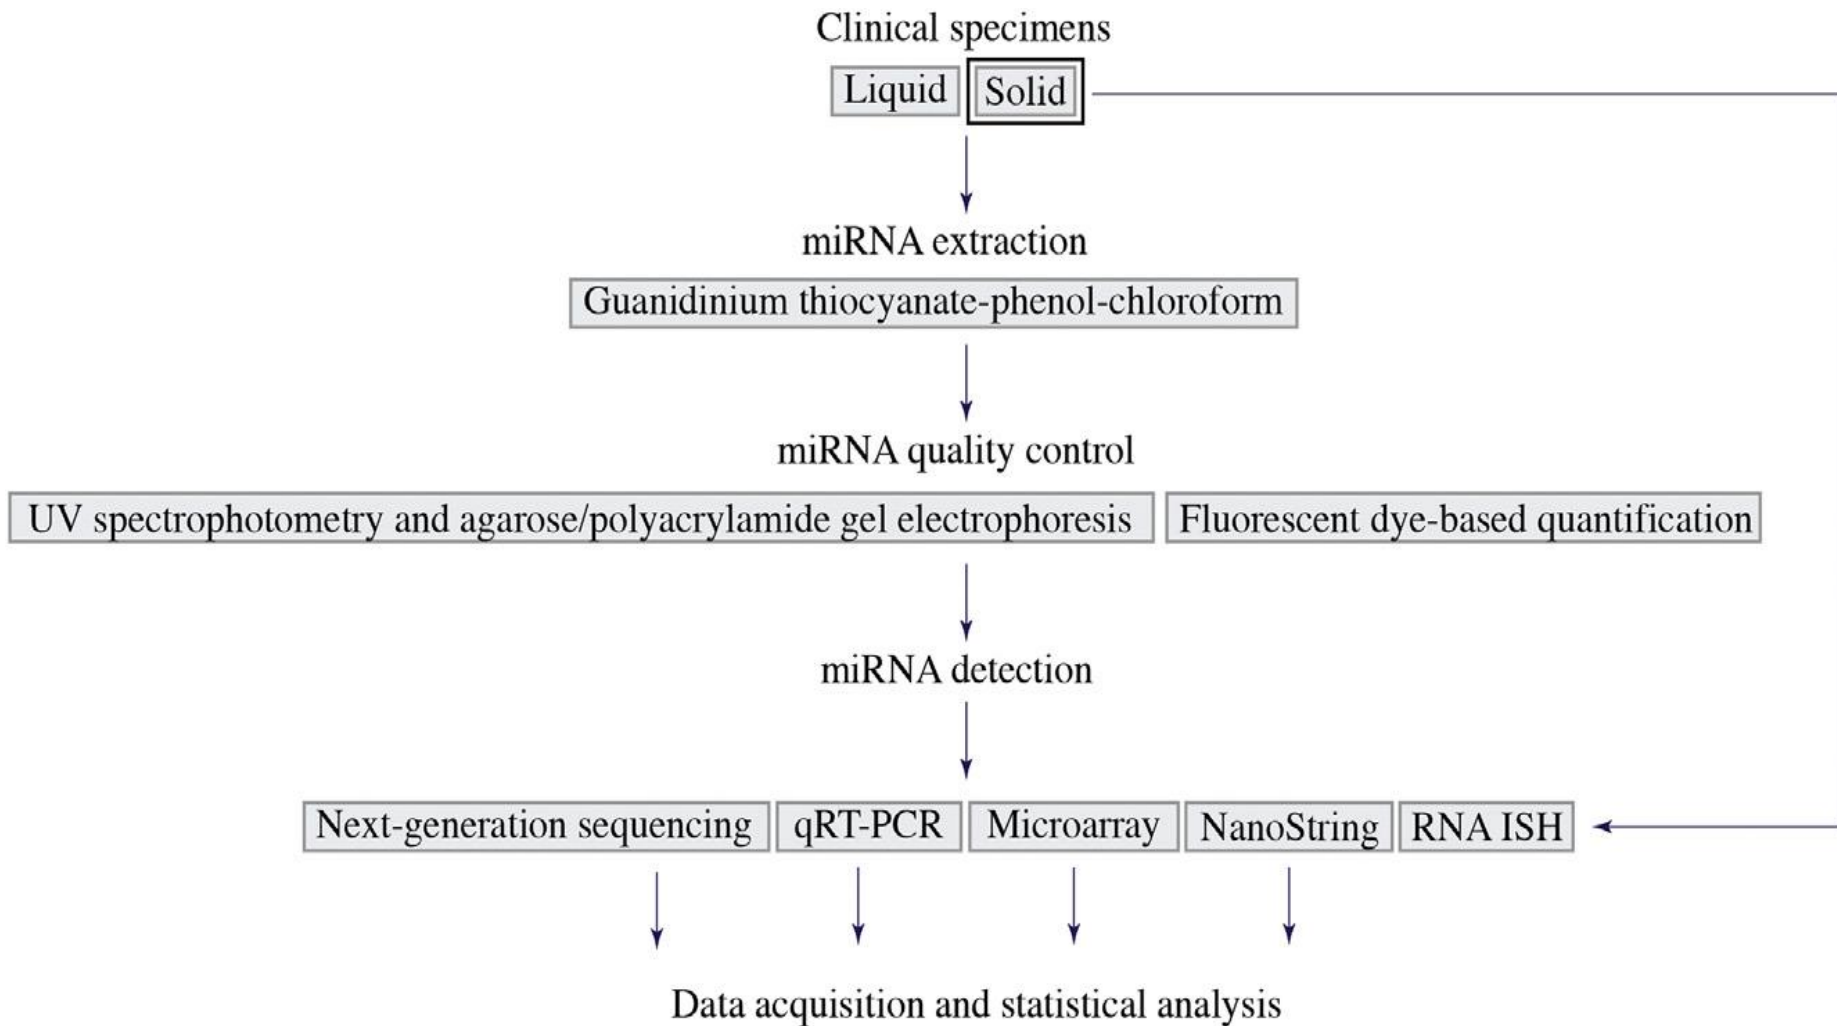 Clinical specimens
Liquid Solid
miRNA extraction
Guanidinium thiocyanate-phenol-chloroform
miRNA quality control
UV spectrophotometry and agarose/polyacrylamide gel electrophoresis Fluorescent dye-based quantification
miRNA detection
Next-generation sequencing qRT-PCR Microarray NanoString RNA ISH
Data acquisition and statistical analysis